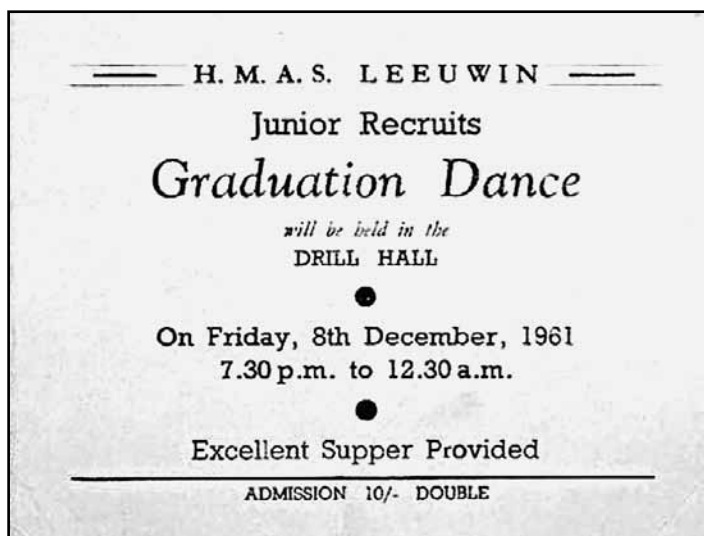 H. M. A. S. LEEUWIN
Junior Recruits
Graduation Dance
will be held in the
DRILL HALL
On Friday, 8th December, 1961
7.30 p.m. to 12.30 a.m.
Excellent Supper Provided
ADMISSION 10/- DOUBLE